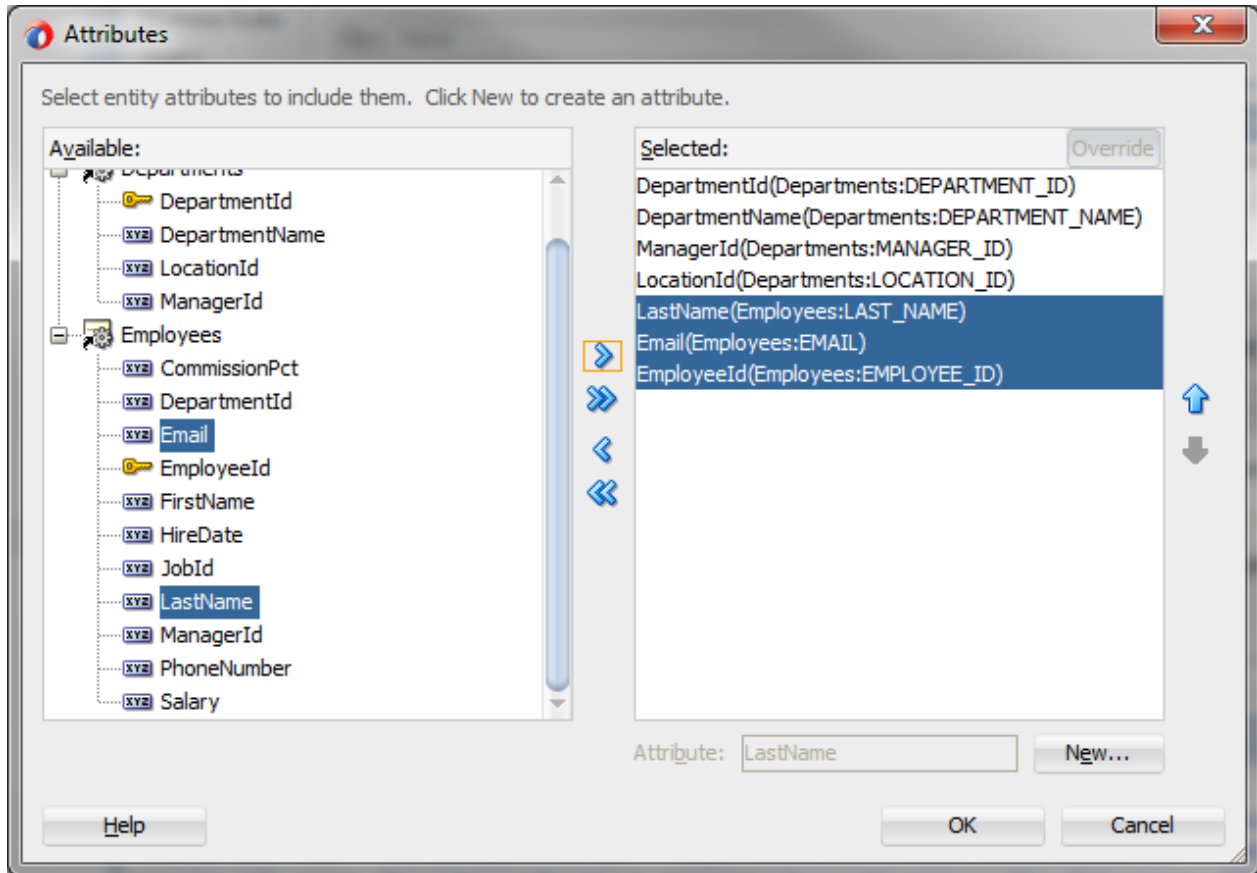 Attributes
Select entity attributes to include them. Click New to create an attribute.
Available:
Departments
DepartmentId
DepartmentName
LocationId
ManagerId
Employees
CommissionPct
DepartmentId
Email
EmployeeId
FirstName
HireDate
JobId
LastName
ManagerId
PhoneNumber
Salary
Selected:
Override
DepartmentId(Departments:DEPARTMENT_ID)
DepartmentName(Departments:DEPARTMENT_NAME)
ManagerId(Departments:MANAGER_ID)
LocationId(Departments:LOCATION_ID)
LastName(Employees:LAST_NAME)
Email(Employees:EMAIL)
EmployeeId(Employees:EMPLOYEE_ID)
Attribute: LastName New...
Help OK Cancel